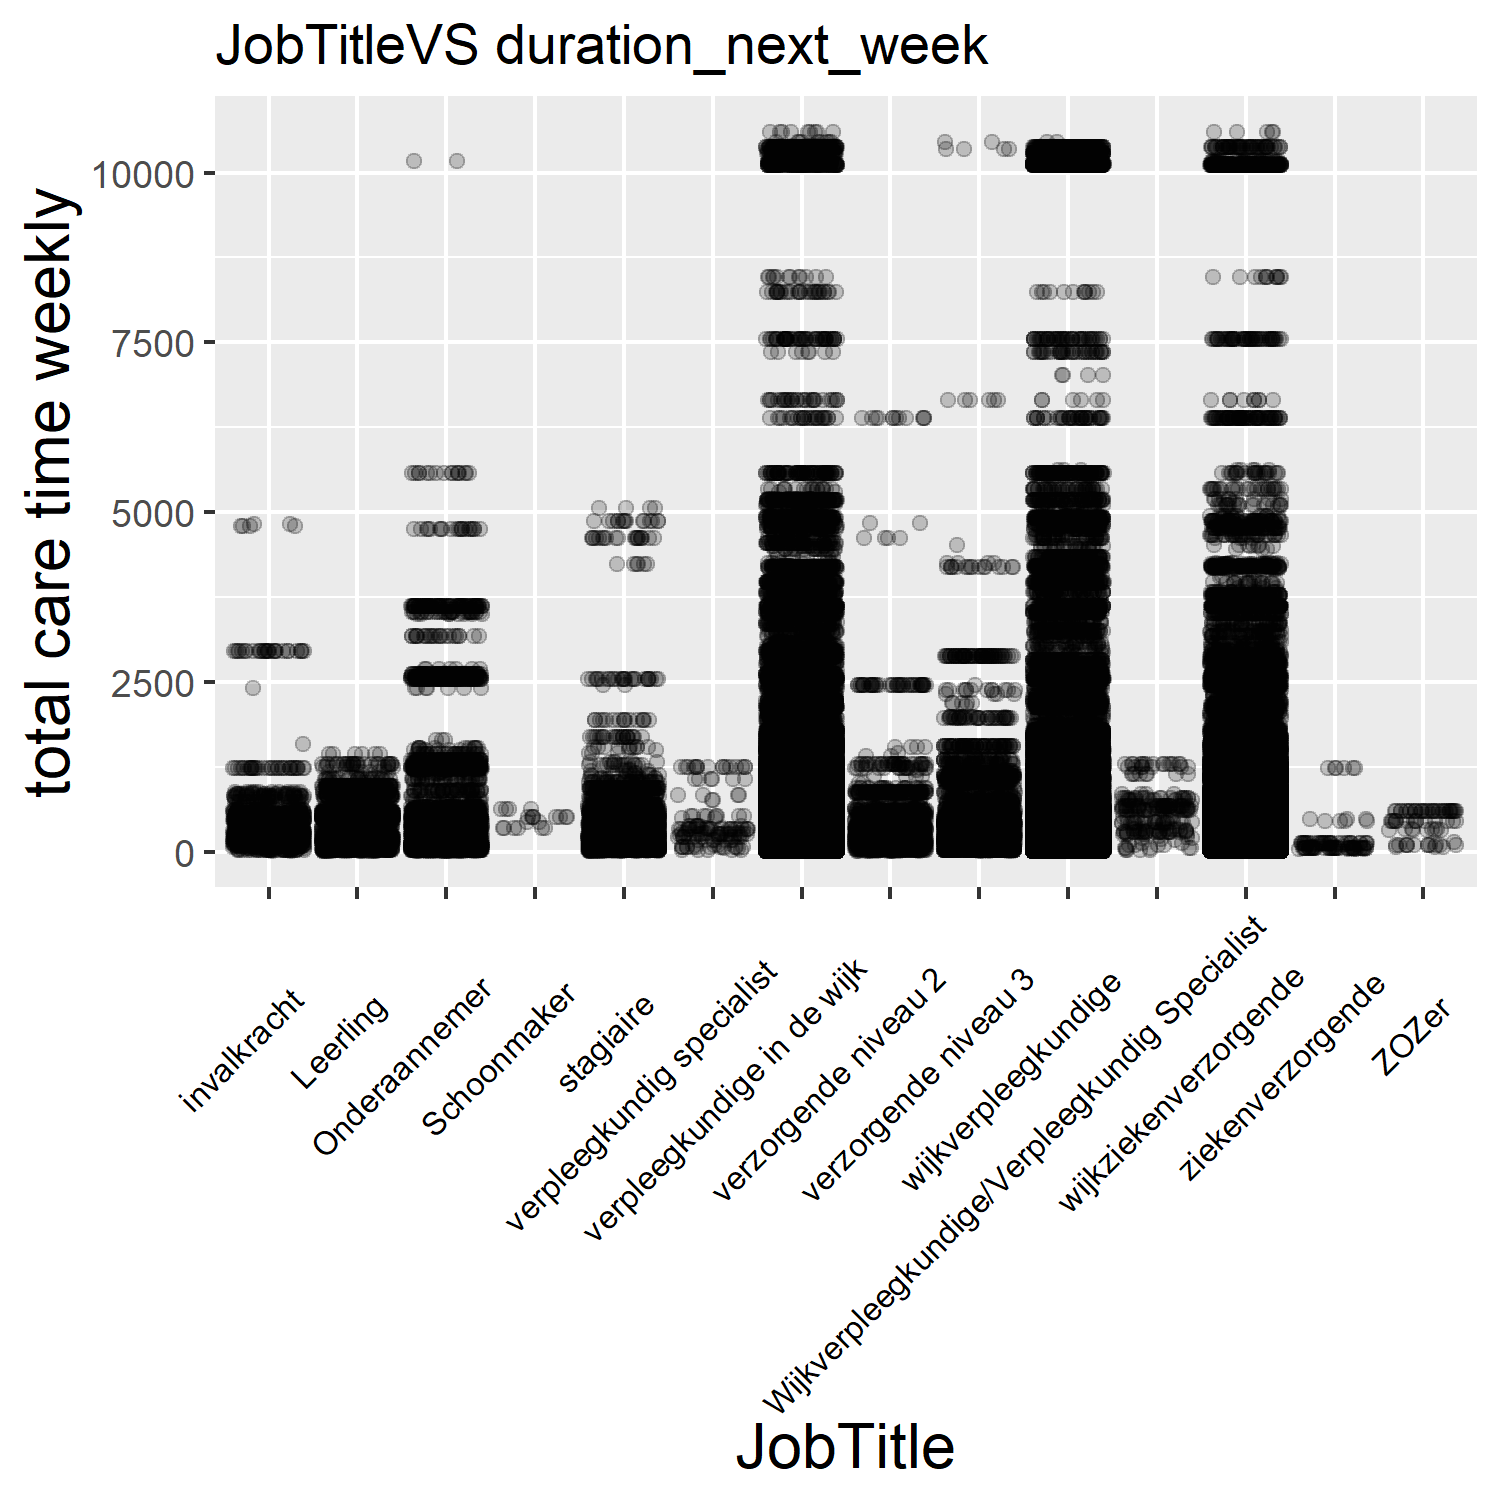 JobTitleVS duration_next_week
total care time weekly
10000
7500
5000
2500
0
invalkracht
Leerling
Onderaannemer
Schoonmaker
stagiaire
verpleegkundig specialist
verpleegkundige in de wijk
verzorgende niveau 2
verzorgende niveau 3
wijkverpleegkundige
Wijkverpleegkundige/Verpleegkundig Specialist
wijkziekenverzorgende
ziekenverzorgende
ZOZer
JobTitle